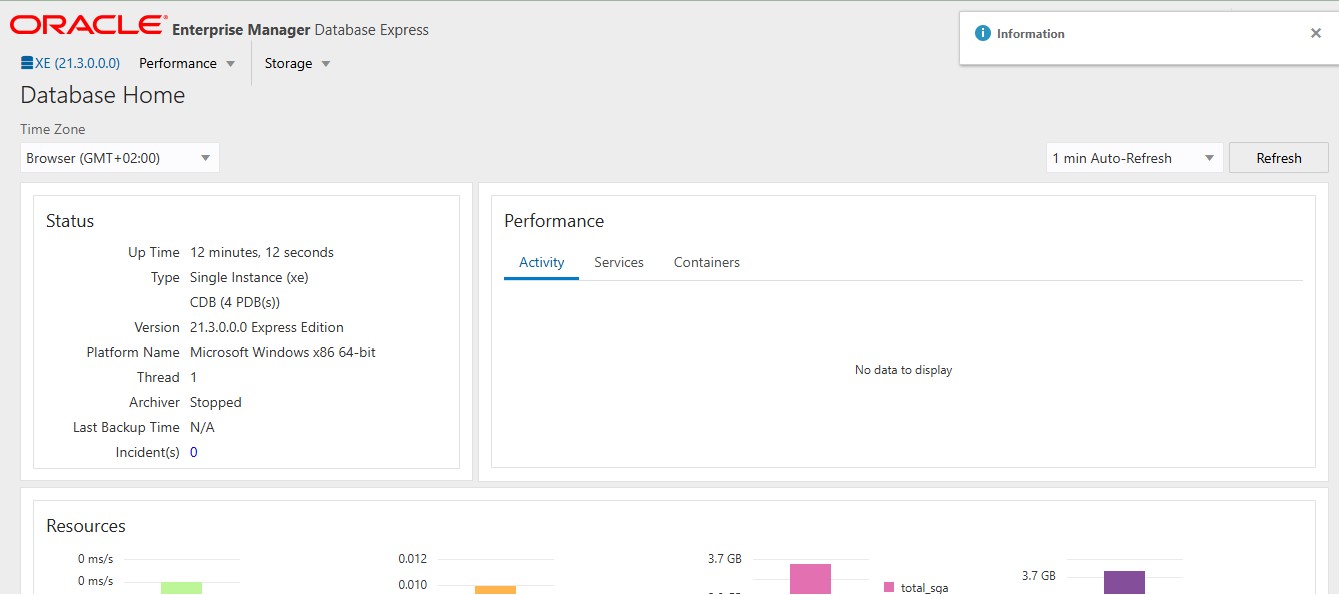 ORACLE Enterprise Manager Database Express
Information
XE (21.3.0.0.0) Performance Storage
Database Home
Time Zone
Browser (GMT+02:00)
1 min Auto-Refresh
Refresh
Status
Up Time 12 minutes, 12 seconds
Type Single Instance (xe)
CDB (4 PDB(s))
Version 21.3.0.0.0 Express Edition
Platform Name Microsoft Windows x86 64-bit
Thread 1
Archiver Stopped
Last Backup Time N/A
Incident(s) 0
Performance
Activity Services Containers
No data to display
Resources
0 ms/s
0 ms/s
0.012
0.010
3.7 GB
total_sga
3.7 GB